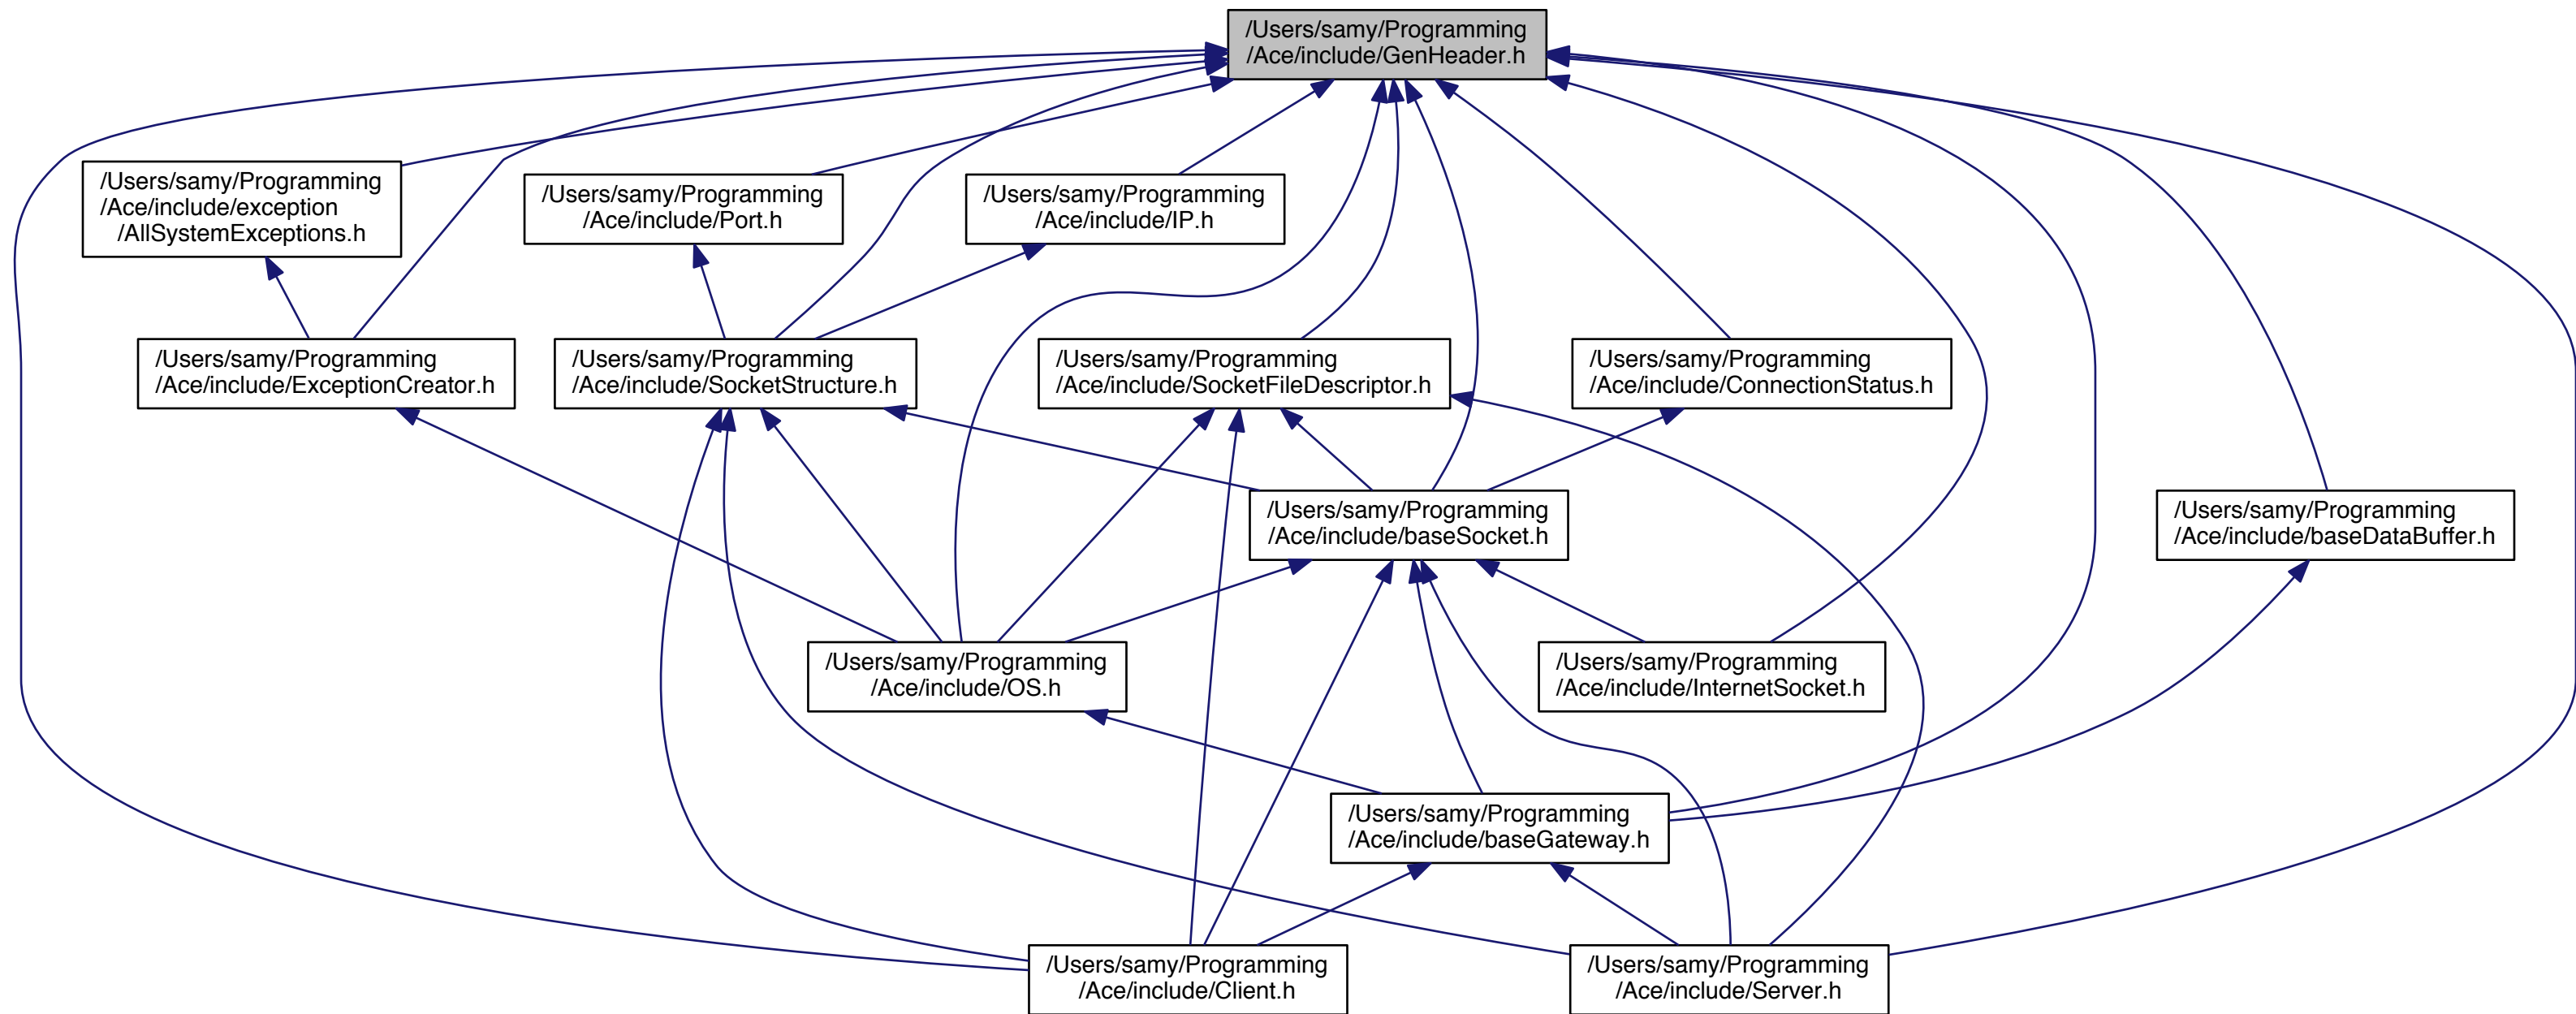 /Users/samy/Programming
/Ace/include/GenHeader.h
/Users/samy/Programming
/Ace/include/exception
/AllSystemExceptions.h
/Users/samy/Programming
/Ace/include/Port.h
/Users/samy/Programming
/Ace/include/IP.h
/Users/samy/Programming
/Ace/include/ExceptionCreator.h
/Users/samy/Programming
/Ace/include/SocketStructure.h
/Users/samy/Programming
/Ace/include/SocketFileDescriptor.h
/Users/samy/Programming
/Ace/include/ConnectionStatus.h
/Users/samy/Programming
/Ace/include/baseSocket.h
/Users/samy/Programming
/Ace/include/baseDataBuffer.h
/Users/samy/Programming
/Ace/include/OS.h
/Users/samy/Programming
/Ace/include/InternetSocket.h
/Users/samy/Programming
/Ace/include/baseGateway.h
/Users/samy/Programming
/Ace/include/Client.h
/Users/samy/Programming
/Ace/include/Server.h